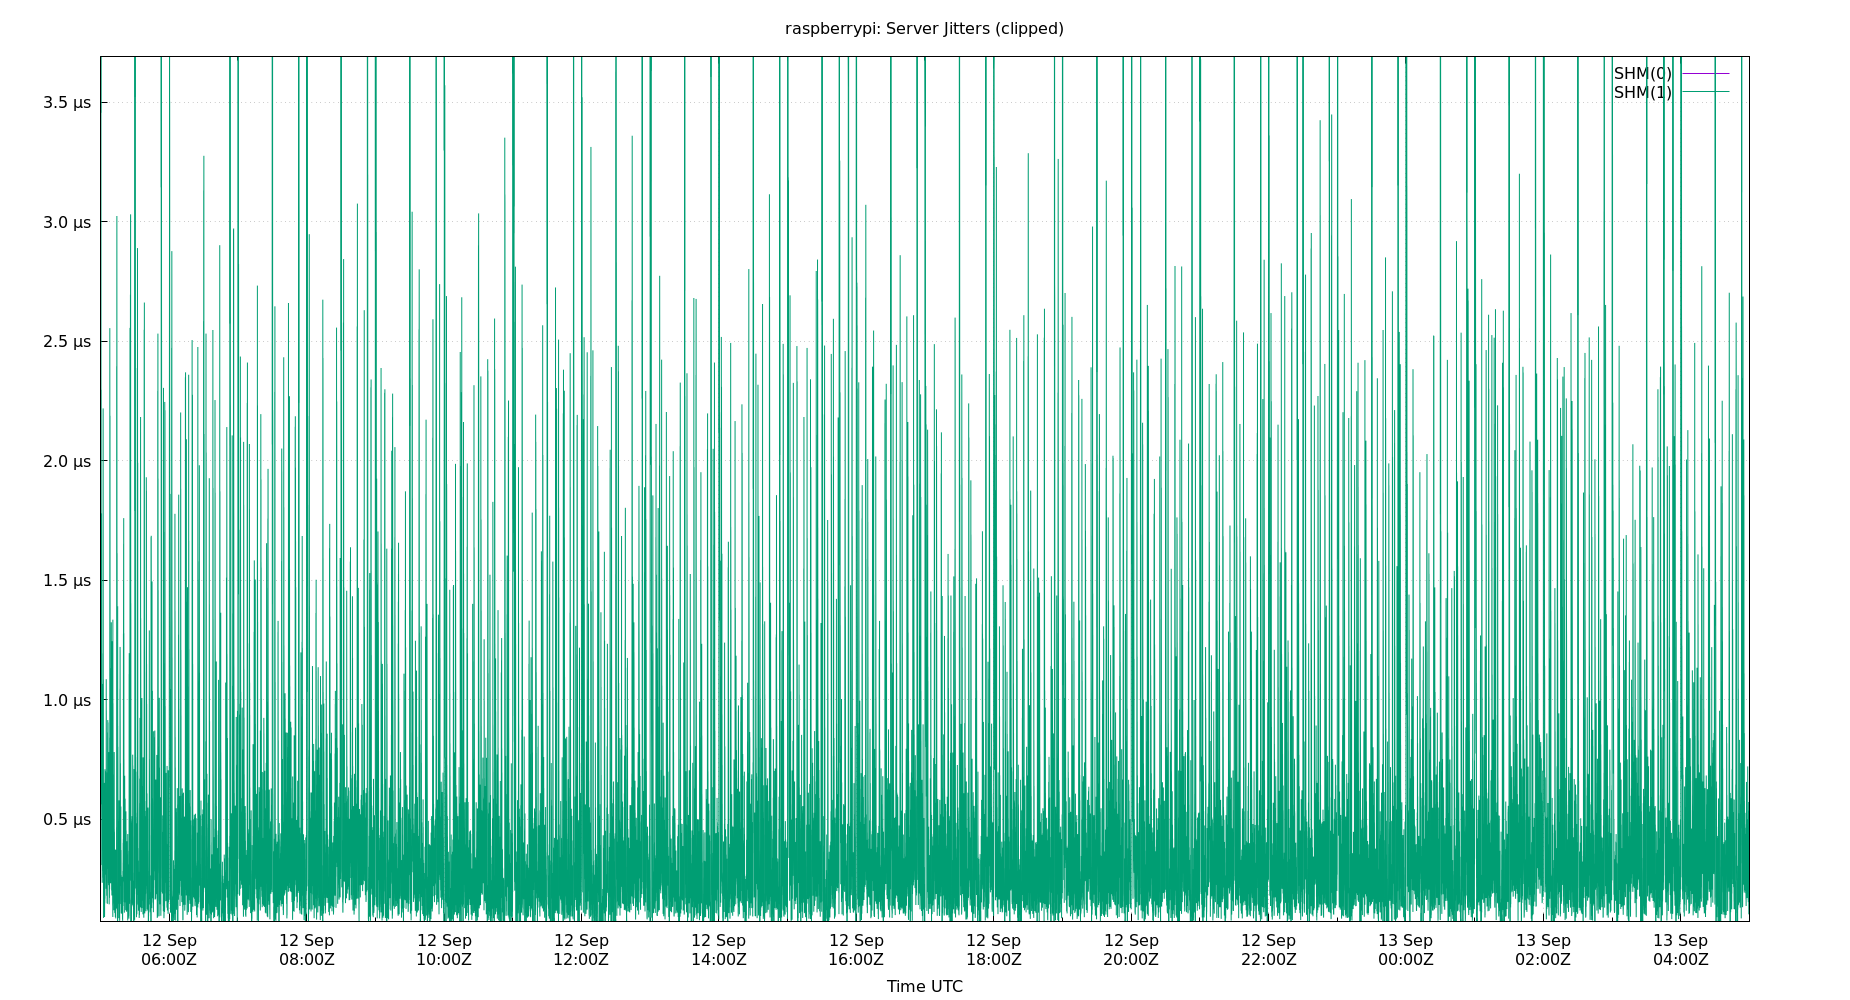 raspberrypi: Server Jitters (clipped)
SHM(0)
SHM(1)
3.5 µs
3.0 µs
2.5 µs
2.0 µs
1.5 µs
1.0 µs
0.5 µs
12 Sep 12 Sep 12 Sep 12 Sep 12 Sep 12 Sep 12 Sep 12 Sep 12 Sep 13 Sep 13 Sep 13 Sep
06:00Z 08:00Z 10:00Z 12:00Z 14:00Z 16:00Z 18:00Z 20:00Z 22:00Z 00:00Z 02:00Z 04:00Z
Time UTC